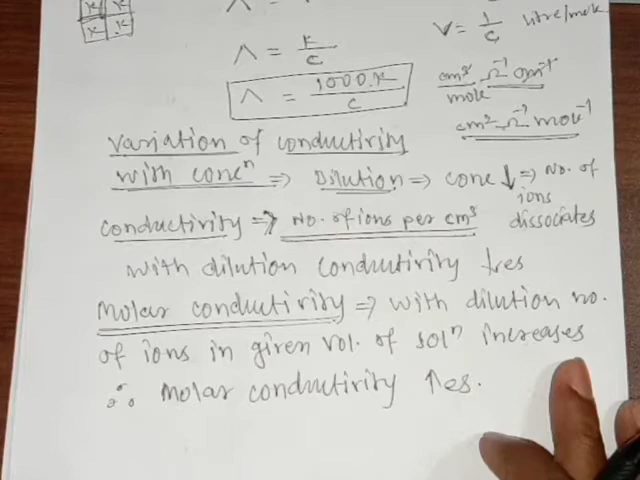 K K
K K
Λ =
V = 1/C litre/mole
Λ = K/C
Λ = 1000.K/C
cm³/mole Ω⁻¹ cm⁻¹
cm² Ω⁻¹ mol⁻¹
Variation of conductivity
with concⁿ ⇒ Dilution ⇒ conc ↓ ⇒ No. of
ions
dissociates
Conductivity ⇒ No. of ions per cm³
with dilution conductivity ↓es
Molar conductivity ⇒ with dilution no.
of ions in given vol. of solⁿ increases
∴ Molar conductivity ↑es.